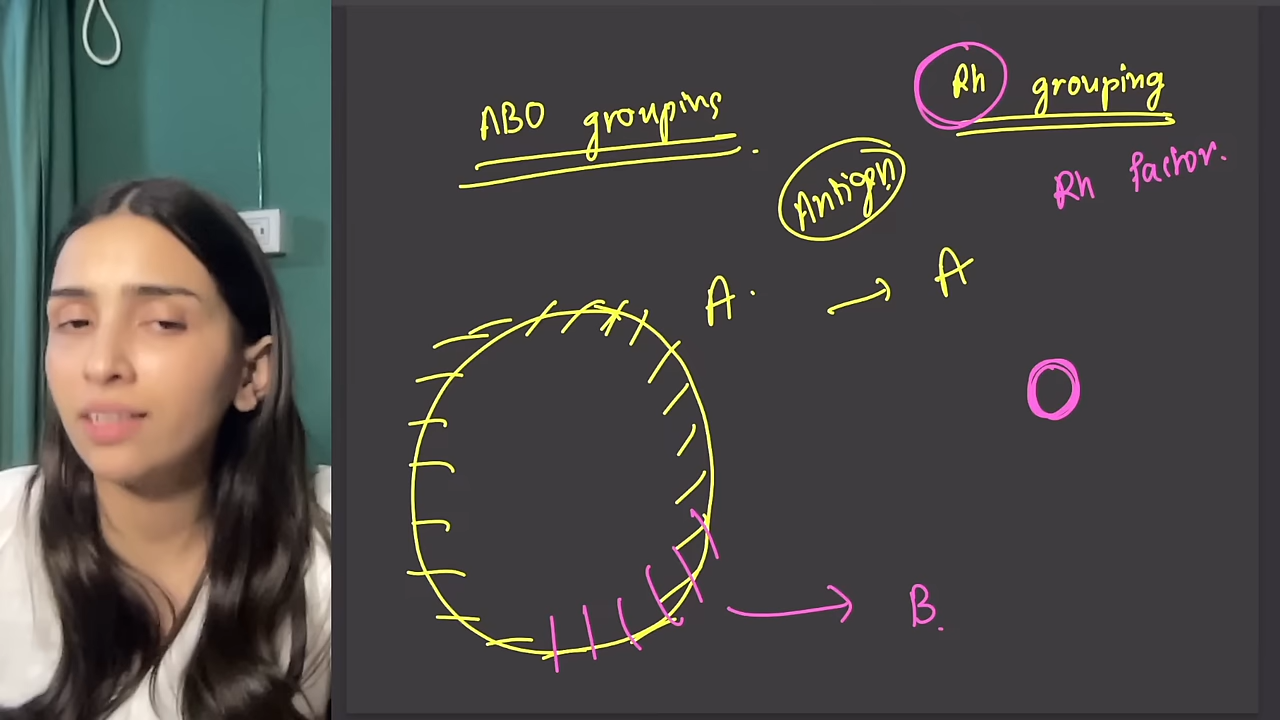 ABO grouping.
Rh grouping
Rh factor.
Antigen
A. → A
O
→ B.